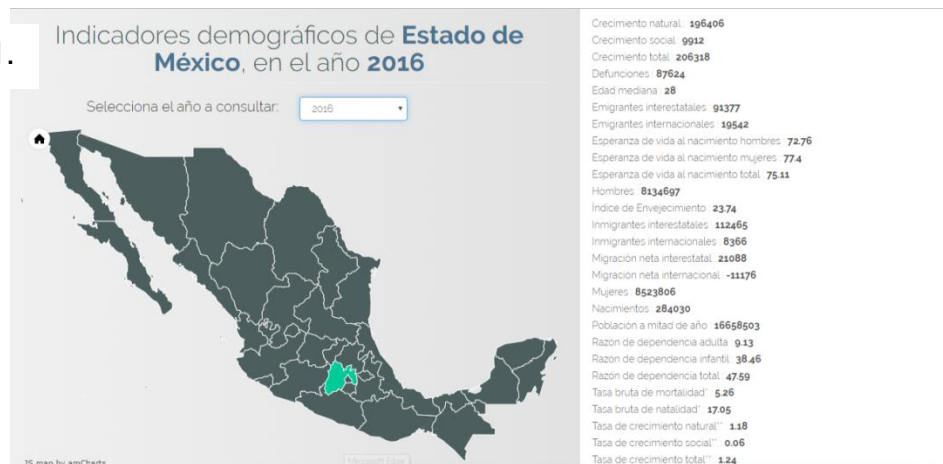 Indicadores demográficos de Estado de
México, en el año 2016
Selecciona el año a consultar:
2016
JS map by amCharts
Microsoft Edge
Crecimiento natural : 196406
Crecimiento social : 9912
Crecimiento total : 206318
Defunciones : 87624
Edad mediana : 28
Emigrantes interestatales : 91377
Emigrantes internacionales : 19542
Esperanza de vida al nacimiento hombres : 72.76
Esperanza de vida al nacimiento mujeres : 77.4
Esperanza de vida al nacimiento total : 75.11
Hombres : 8134697
Índice de Envejecimiento : 23.74
Inmigrantes interestatales : 112465
Inmigrantes internacionales : 8366
Migración neta interestatal : 21088
Migración neta internacional : -11176
Mujeres : 8523806
Nacimientos : 284030
Población a mitad de año : 16658503
Razón de dependencia adulta : 9.13
Razón de dependencia infantil : 38.46
Razón de dependencia total : 47.59
Tasa bruta de mortalidad* : 5.26
Tasa bruta de natalidad* : 17.05
Tasa de crecimiento natural** : 1.18
Tasa de crecimiento social** : 0.06
Tasa de crecimiento total** : 1.24